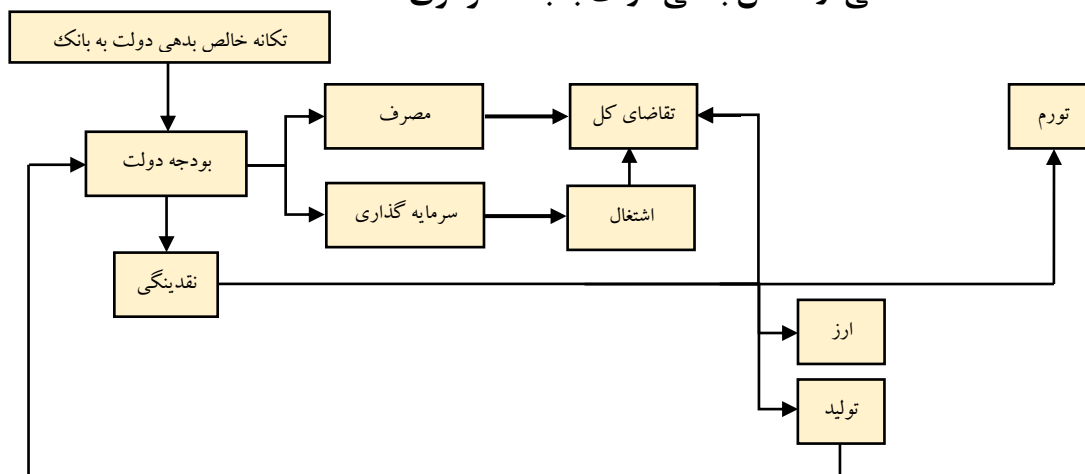 تکانه خالص بدهی دولت به بانک
مصرف
تقاضای کل
تورم
بودجه دولت
سرمایه گذاری
اشتغال
نقدینگی
ارز
تولید